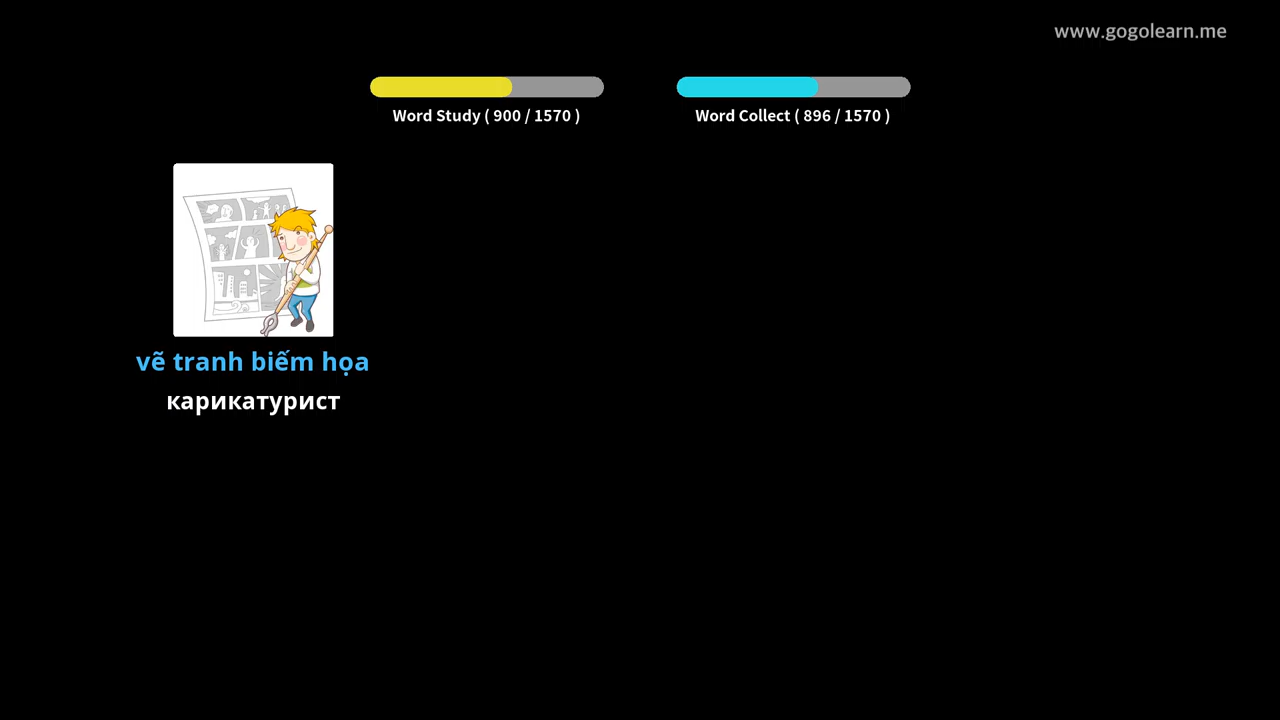 www.gogolearn.me
Word Study ( 900 / 1570 )
Word Collect ( 896 / 1570 )
vẽ tranh biếm họa
карикатурист